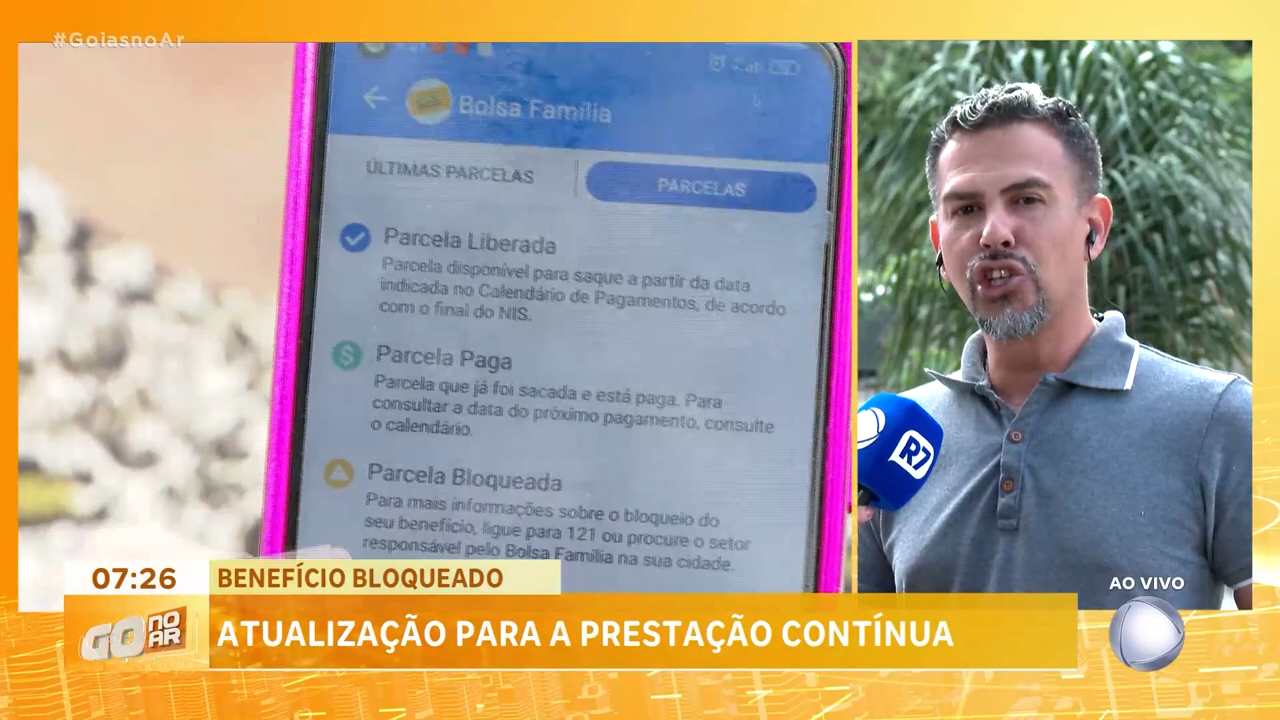 #GoiasnoAr
Bolsa Família
ÚLTIMAS PARCELAS
PARCELAS
Parcela Liberada
Parcela disponível para saque a partir da data
indicada no Calendário de Pagamentos, de acordo
com o final do NIS.
Parcela Paga
Parcela que já foi sacada e está paga. Para
consultar a data do próximo pagamento, consulte
o calendário.
Parcela Bloqueada
Para mais informações sobre o bloqueio do
seu benefício, ligue para 121 ou procure o setor
responsável pelo Bolsa Família na sua cidade.
R7
07:26
BENEFÍCIO BLOQUEADO
AO VIVO
GO NO AR
ATUALIZAÇÃO PARA A PRESTAÇÃO CONTÍNUA